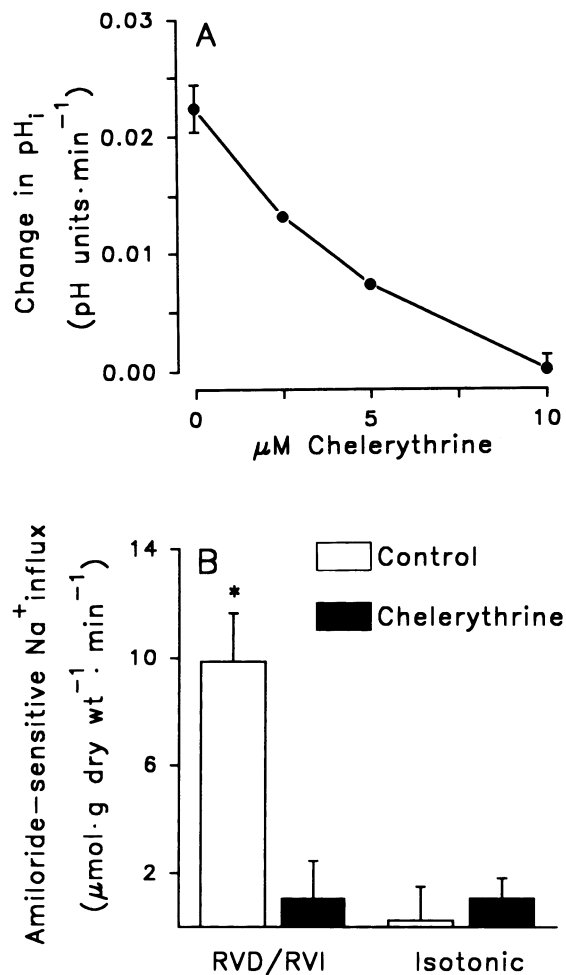 A
Change in pHi
(pH units·min−1)
0.03
0.02
0.01
0.00
0 5 10
μM Chelerythrine
B
Amiloride−sensitive Na+ influx
(μmol·g dry wt−1· min−1)
14
10
6
2
*
Control
Chelerythrine
RVD/RVI Isotonic